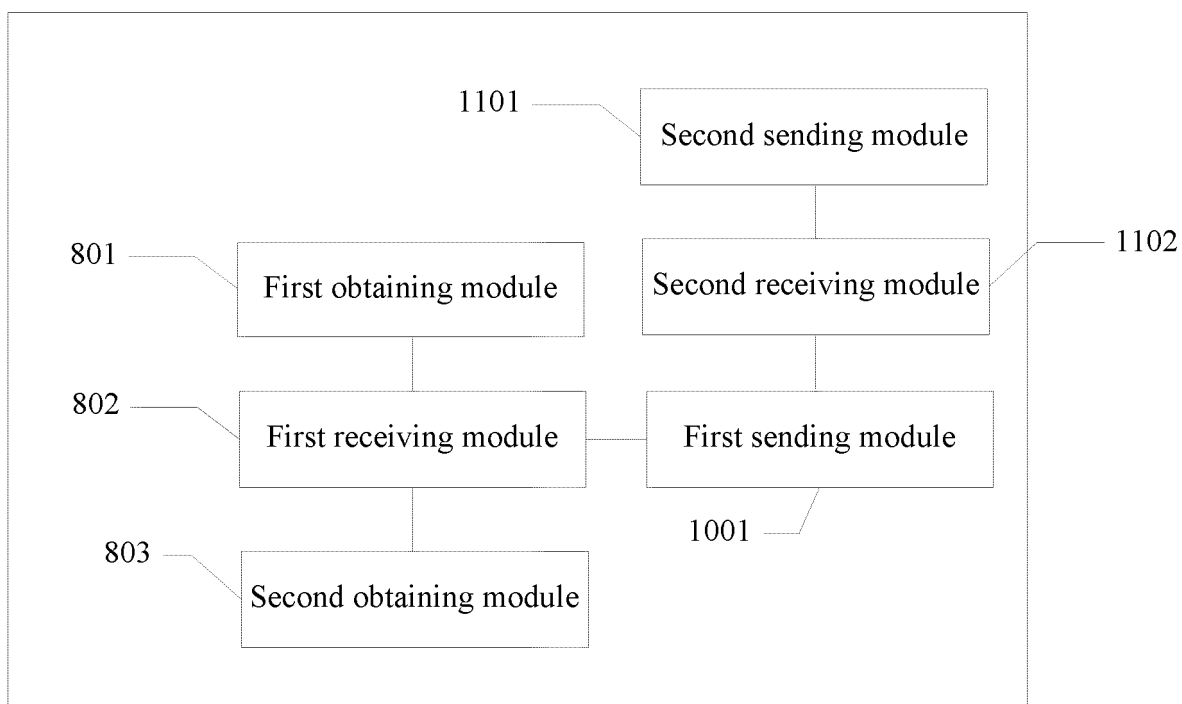 1101
Second sending module
801
First obtaining module
Second receiving module
1102
802
First receiving module
First sending module
1001
803
Second obtaining module